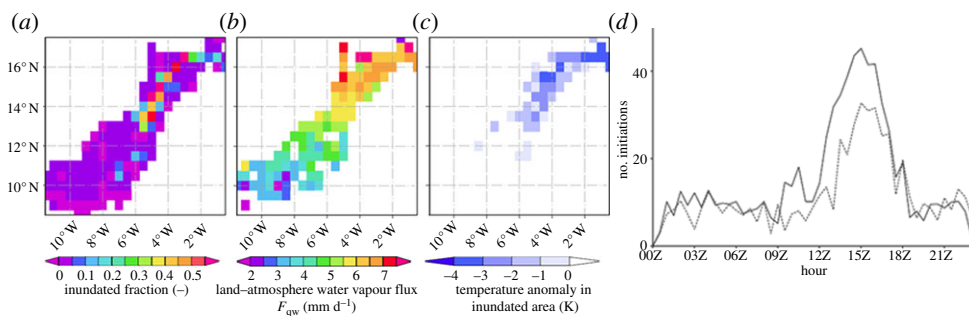 (a)
(b)
(c)
(d)
16° N
14° N
12° N
10° N
10° W 8° W 6° W 4° W 2° W
10° W 8° W 6° W 4° W 2° W
10° W 8° W 6° W 4° W 2° W
0 0.1 0.2 0.3 0.4 0.5
inundated fraction (–)
2 3 4 5 6 7
land–atmosphere water vapour flux
Fqw (mm d–1)
–4 –3 –2 –1 0
temperature anomaly in
inundated area (K)
no. initiations
40
20
0
00Z 03Z 06Z 09Z 12Z 15Z 18Z 21Z
hour